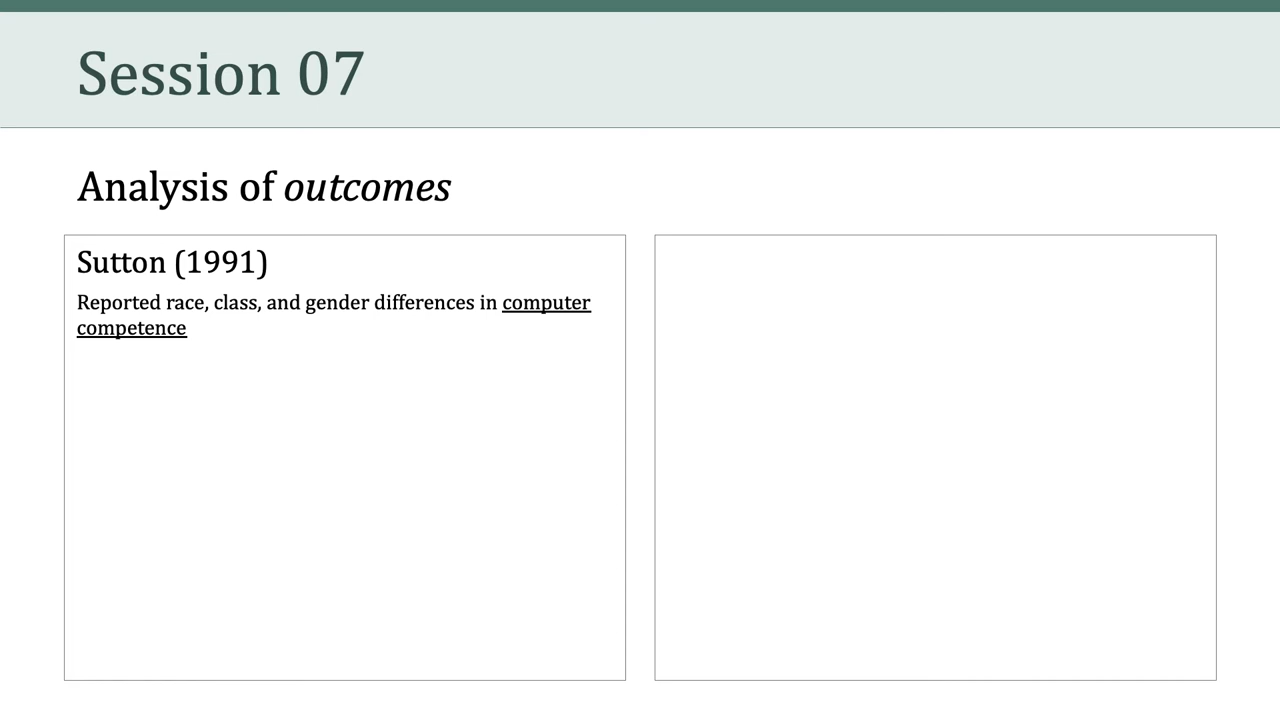 Session 07
Analysis of outcomes
Sutton (1991)
Reported race, class, and gender differences in computer
competence